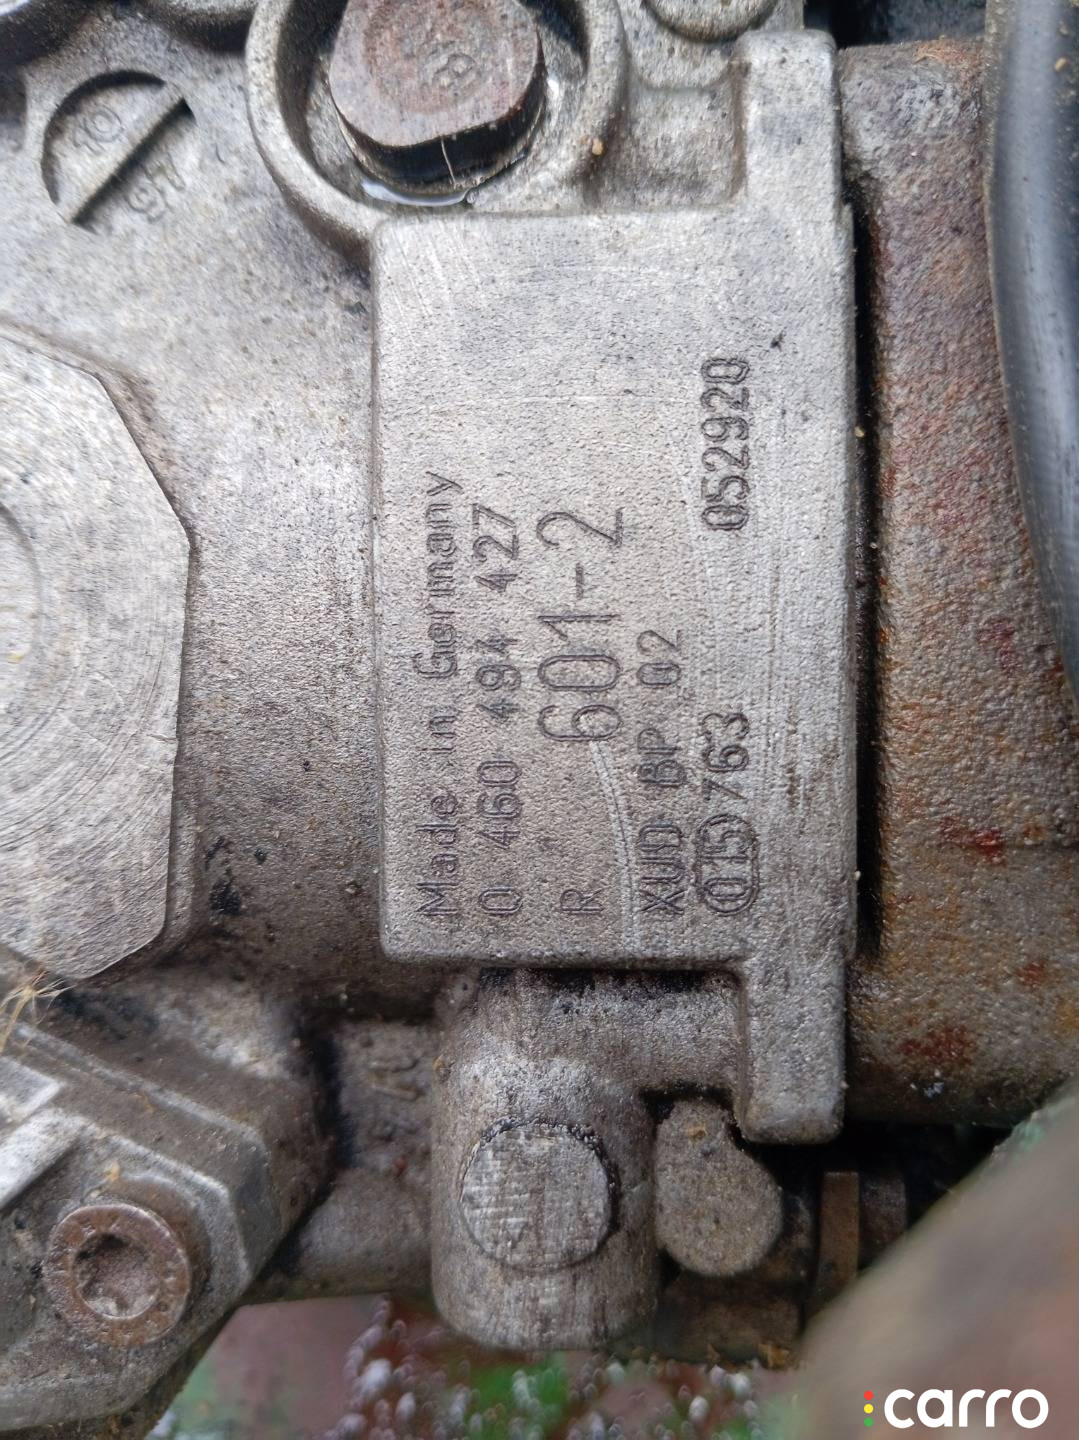 Made in Germany
0 460 494 427
R 601-2
XUD BP 02
015 763 052920
carro